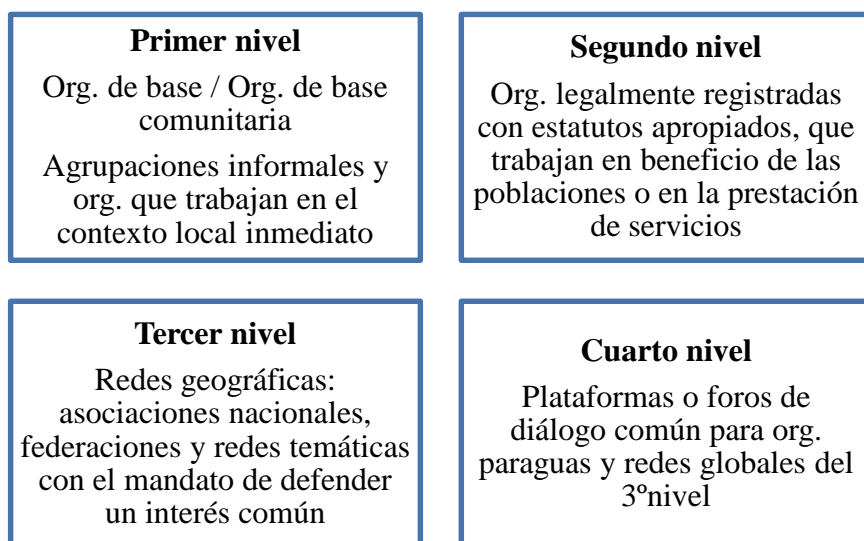 Primer nivel
Org. de base / Org. de base
comunitaria
Agrupaciones informales y
org. que trabajan en el
contexto local inmediato
Segundo nivel
Org. legalmente registradas
con estatutos apropiados, que
trabajan en beneficio de las
poblaciones o en la prestación
de servicios
Tercer nivel
Redes geográficas:
asociaciones nacionales,
federaciones y redes temáticas
con el mandato de defender
un interés común
Cuarto nivel
Plataformas o foros de
diálogo común para org.
paraguas y redes globales del
3ºnivel